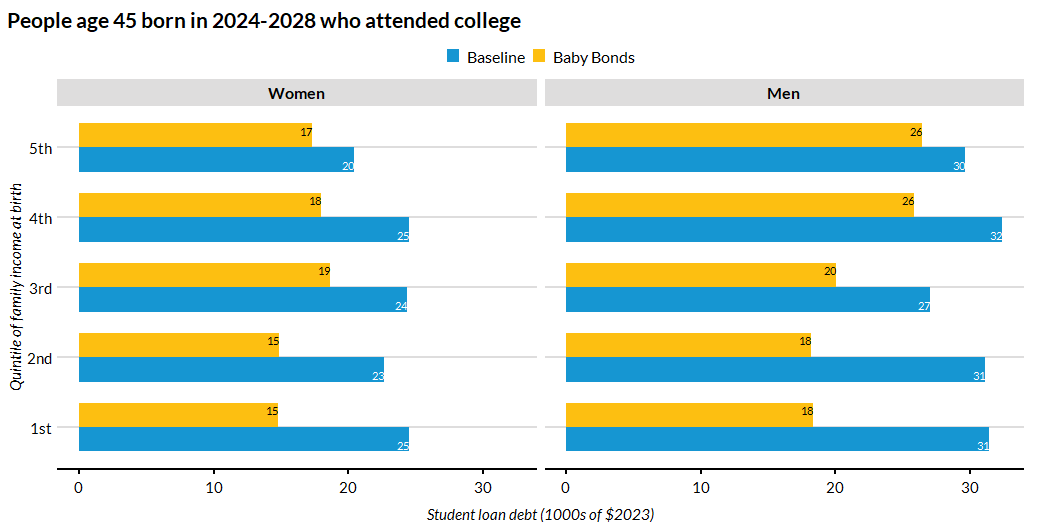 People age 45 born in 2024-2028 who attended college
Baseline Baby Bonds
Women Men
Quintile of family income at birth
5th 17 26
20 30
4th 18 26
25 32
3rd 19 20
24 27
2nd 15 18
23 31
1st 15 18
25 31
0 10 20 30 0 10 20 30
Student loan debt (1000s of $2023)